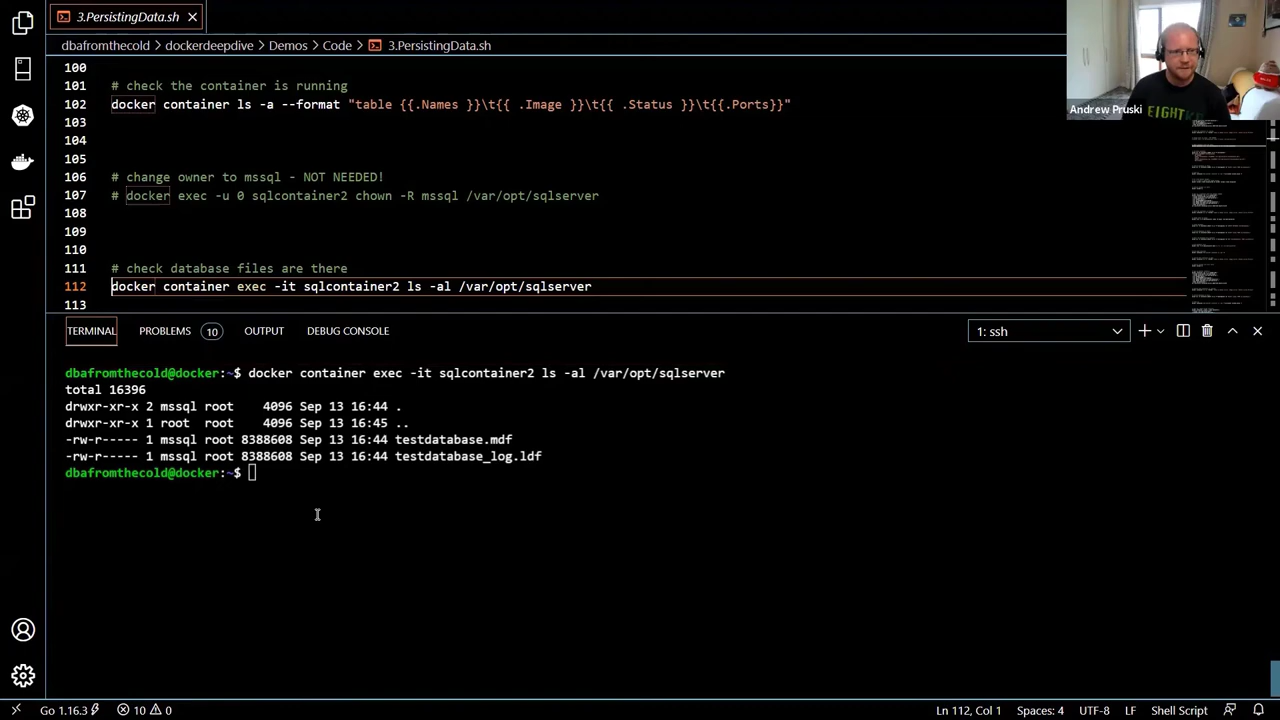 3.PersistingData.sh
dbafromthecold > dockerdeepdive > Demos > Code > 3.PersistingData.sh
Andrew Pruski
EIGHTK
100
101 # check the container is running
102 docker container ls -a --format "table {{.Names }}\t{{ .Image }}\t{{ .Status }}\t{{.Ports}}"
103
104
105
106 # change owner to mssql - NOT NEEDED!
107 # docker exec -u 0 sqlcontainer chown -R mssql /var/opt/sqlserver
108
109
110
111 # check database files are there
112 docker container exec -it sqlcontainer2 ls -al /var/opt/sqlserver
113
TERMINAL PROBLEMS 10 OUTPUT DEBUG CONSOLE 1: ssh
dbafromthecold@docker:~$ docker container exec -it sqlcontainer2 ls -al /var/opt/sqlserver
total 16396
drwxr-xr-x 2 mssql root 4096 Sep 13 16:44 .
drwxr-xr-x 1 root root 4096 Sep 13 16:45 ..
-rw-r----- 1 mssql root 8388608 Sep 13 16:44 testdatabase.mdf
-rw-r----- 1 mssql root 8388608 Sep 13 16:44 testdatabase_log.ldf
dbafromthecold@docker:~$
Go 1.16.3 10 0 Ln 112, Col 1 Spaces: 4 UTF-8 LF Shell Script